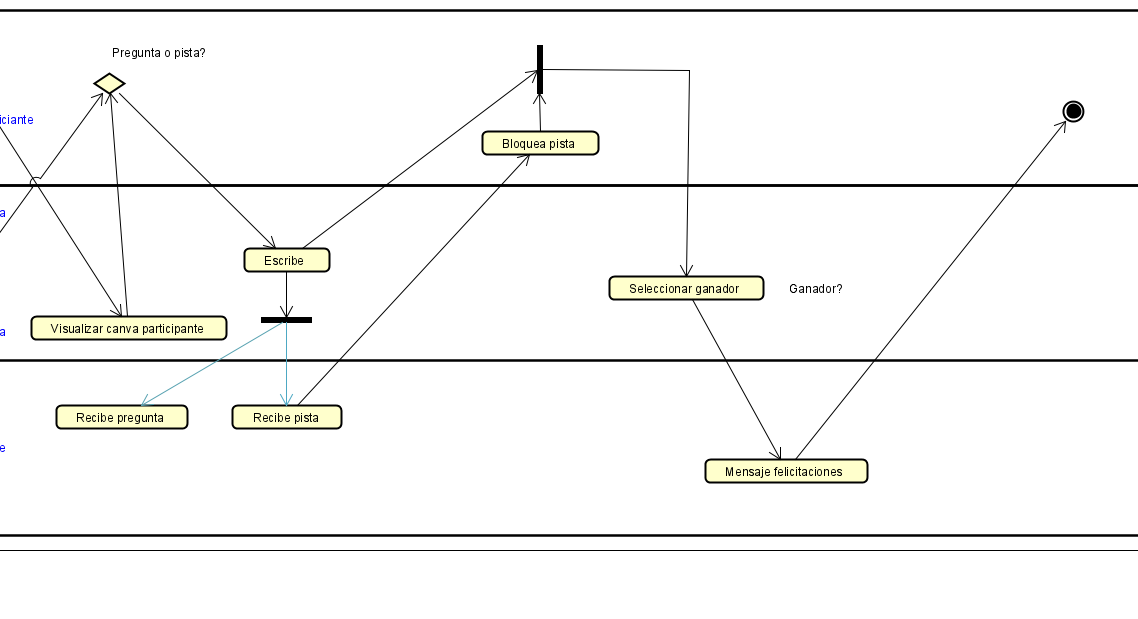 Pregunta o pista?
iciante
Bloquea pista
a
Escribe
Seleccionar ganador
Ganador?
Visualizar canva participante
a
Recibe pregunta
Recibe pista
e
Mensaje felicitaciones